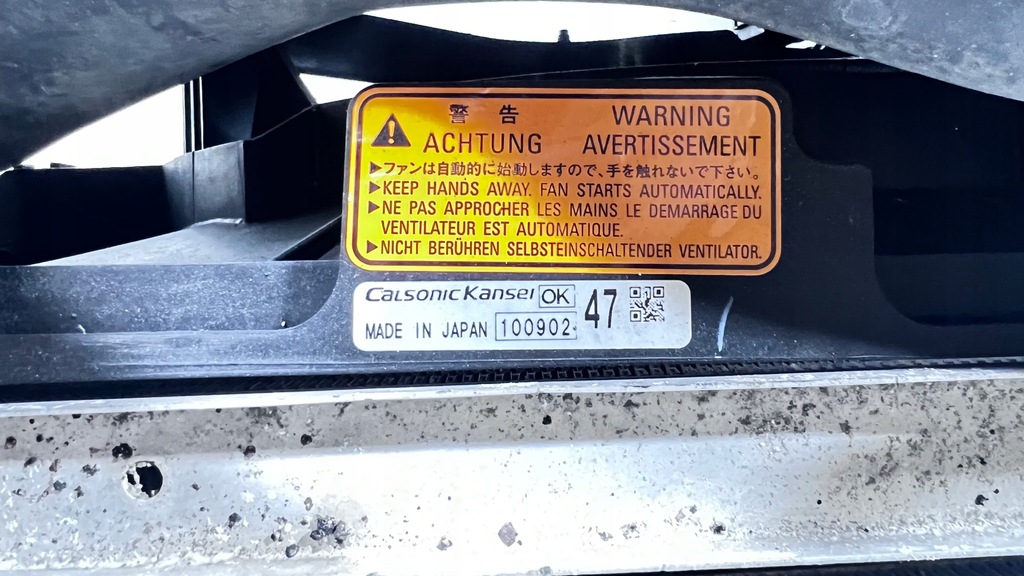 警告 WARNING
ACHTUNG AVERTISSEMENT
▶ファンは自動的に始動しますので、手を触れないで下さい。
▶KEEP HANDS AWAY. FAN STARTS AUTOMATICALLY.
▶NE PAS APPROCHER LES MAINS LE DEMARRAGE DU
VENTILATEUR EST AUTOMATIQUE.
▶NICHT BERÜHREN SELBSTEINSCHALTENDER VENTILATOR.
CalsonicKansei OK 47
MADE IN JAPAN 100902